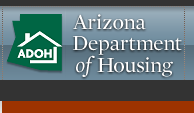 ADOH
Arizona
Department
of Housing